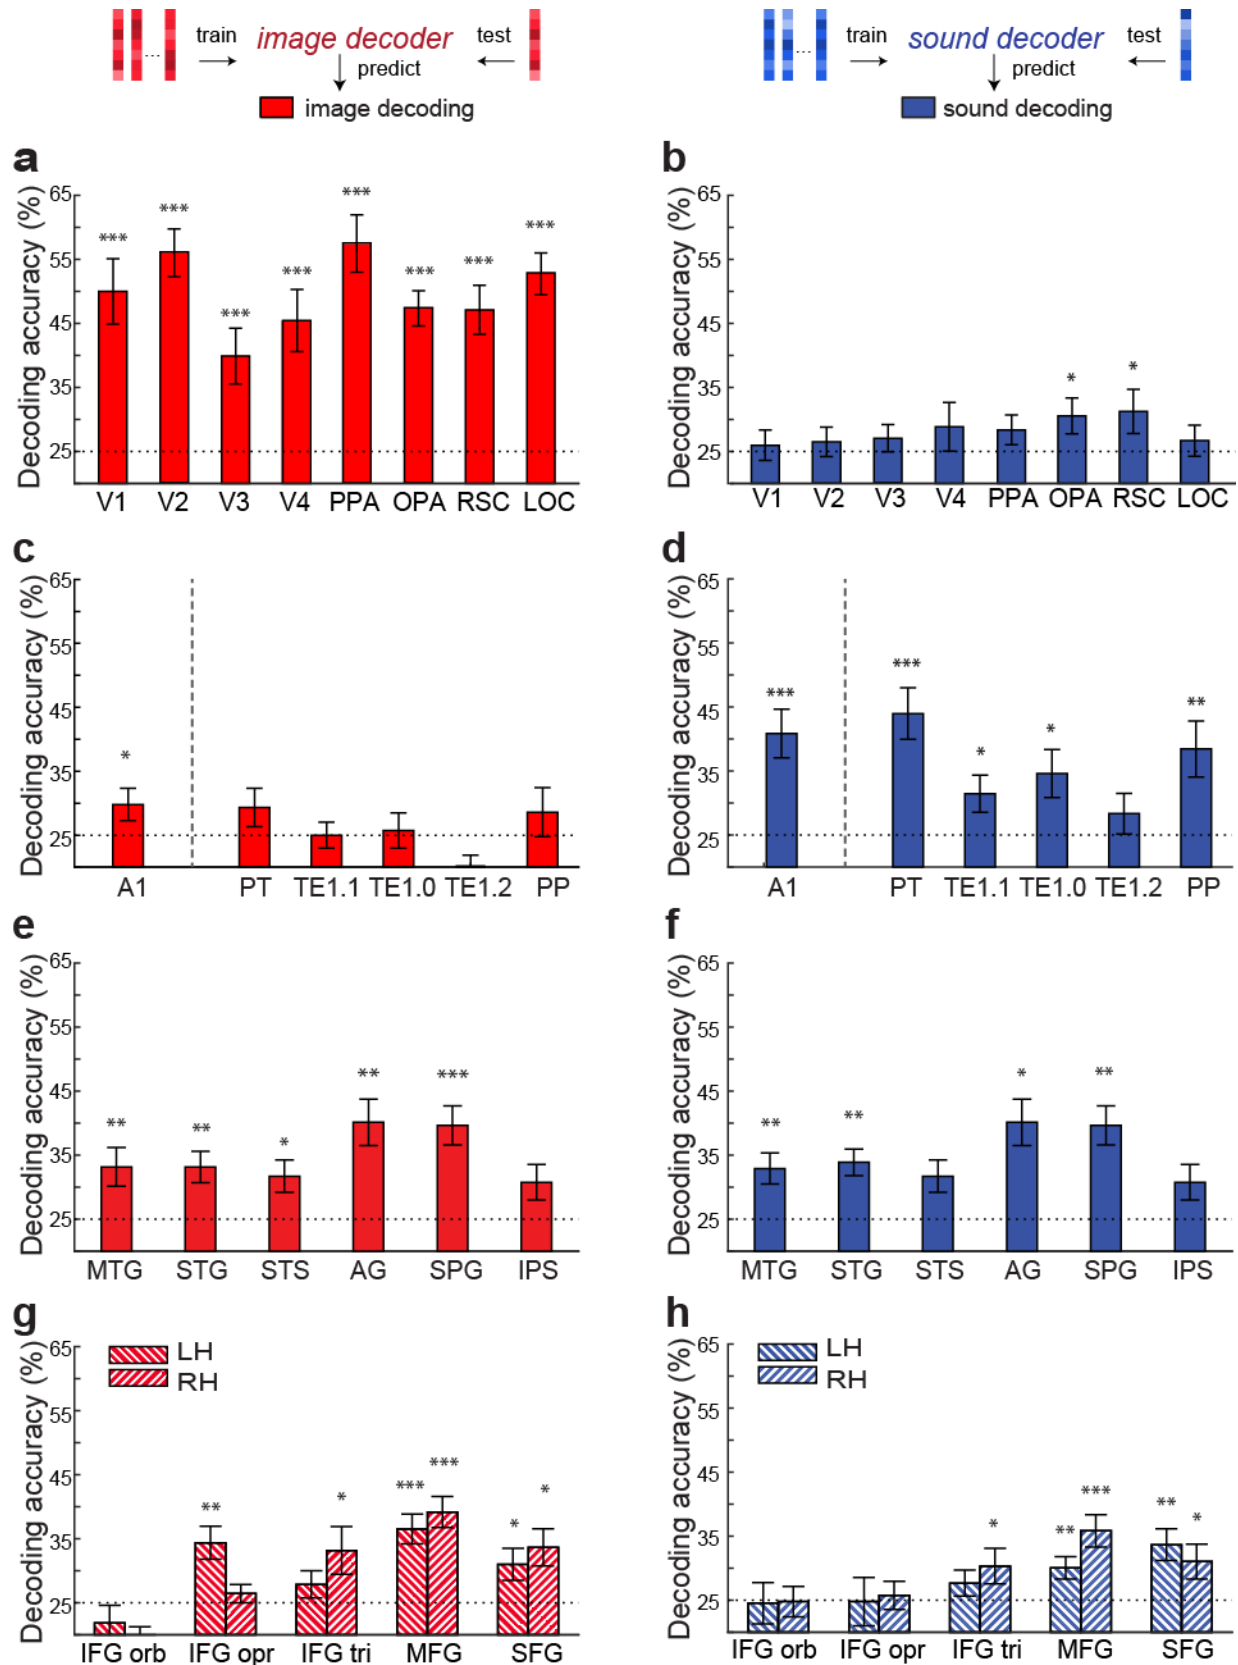 train image decoder test
predict
image decoding
train sound decoder test
predict
sound decoding
a
Decoding accuracy (%)
65
55
45
35
25
*** *** *** *** *** *** *** ***
V1 V2 V3 V4 PPA OPA RSC LOC
b
Decoding accuracy (%)
65
55
45
35
25
* *
V1 V2 V3 V4 PPA OPA RSC LOC
c
Decoding accuracy (%)
65
55
45
35
25
*
A1 PT TE1.1 TE1.0 TE1.2 PP
d
Decoding accuracy (%)
65
55
45
35
25
*** *** * * **
A1 PT TE1.1 TE1.0 TE1.2 PP
e
Decoding accuracy (%)
65
55
45
35
25
** ** * ** ***
MTG STG STS AG SPG IPS
f
Decoding accuracy (%)
65
55
45
35
25
** ** * **
MTG STG STS AG SPG IPS
g
Decoding accuracy (%)
65
55
45
35
25
LH
RH
** * *** *** * *
IFG orb IFG opr IFG tri MFG SFG
h
Decoding accuracy (%)
65
55
45
35
25
LH
RH
* ** *** ** *
IFG orb IFG opr IFG tri MFG SFG